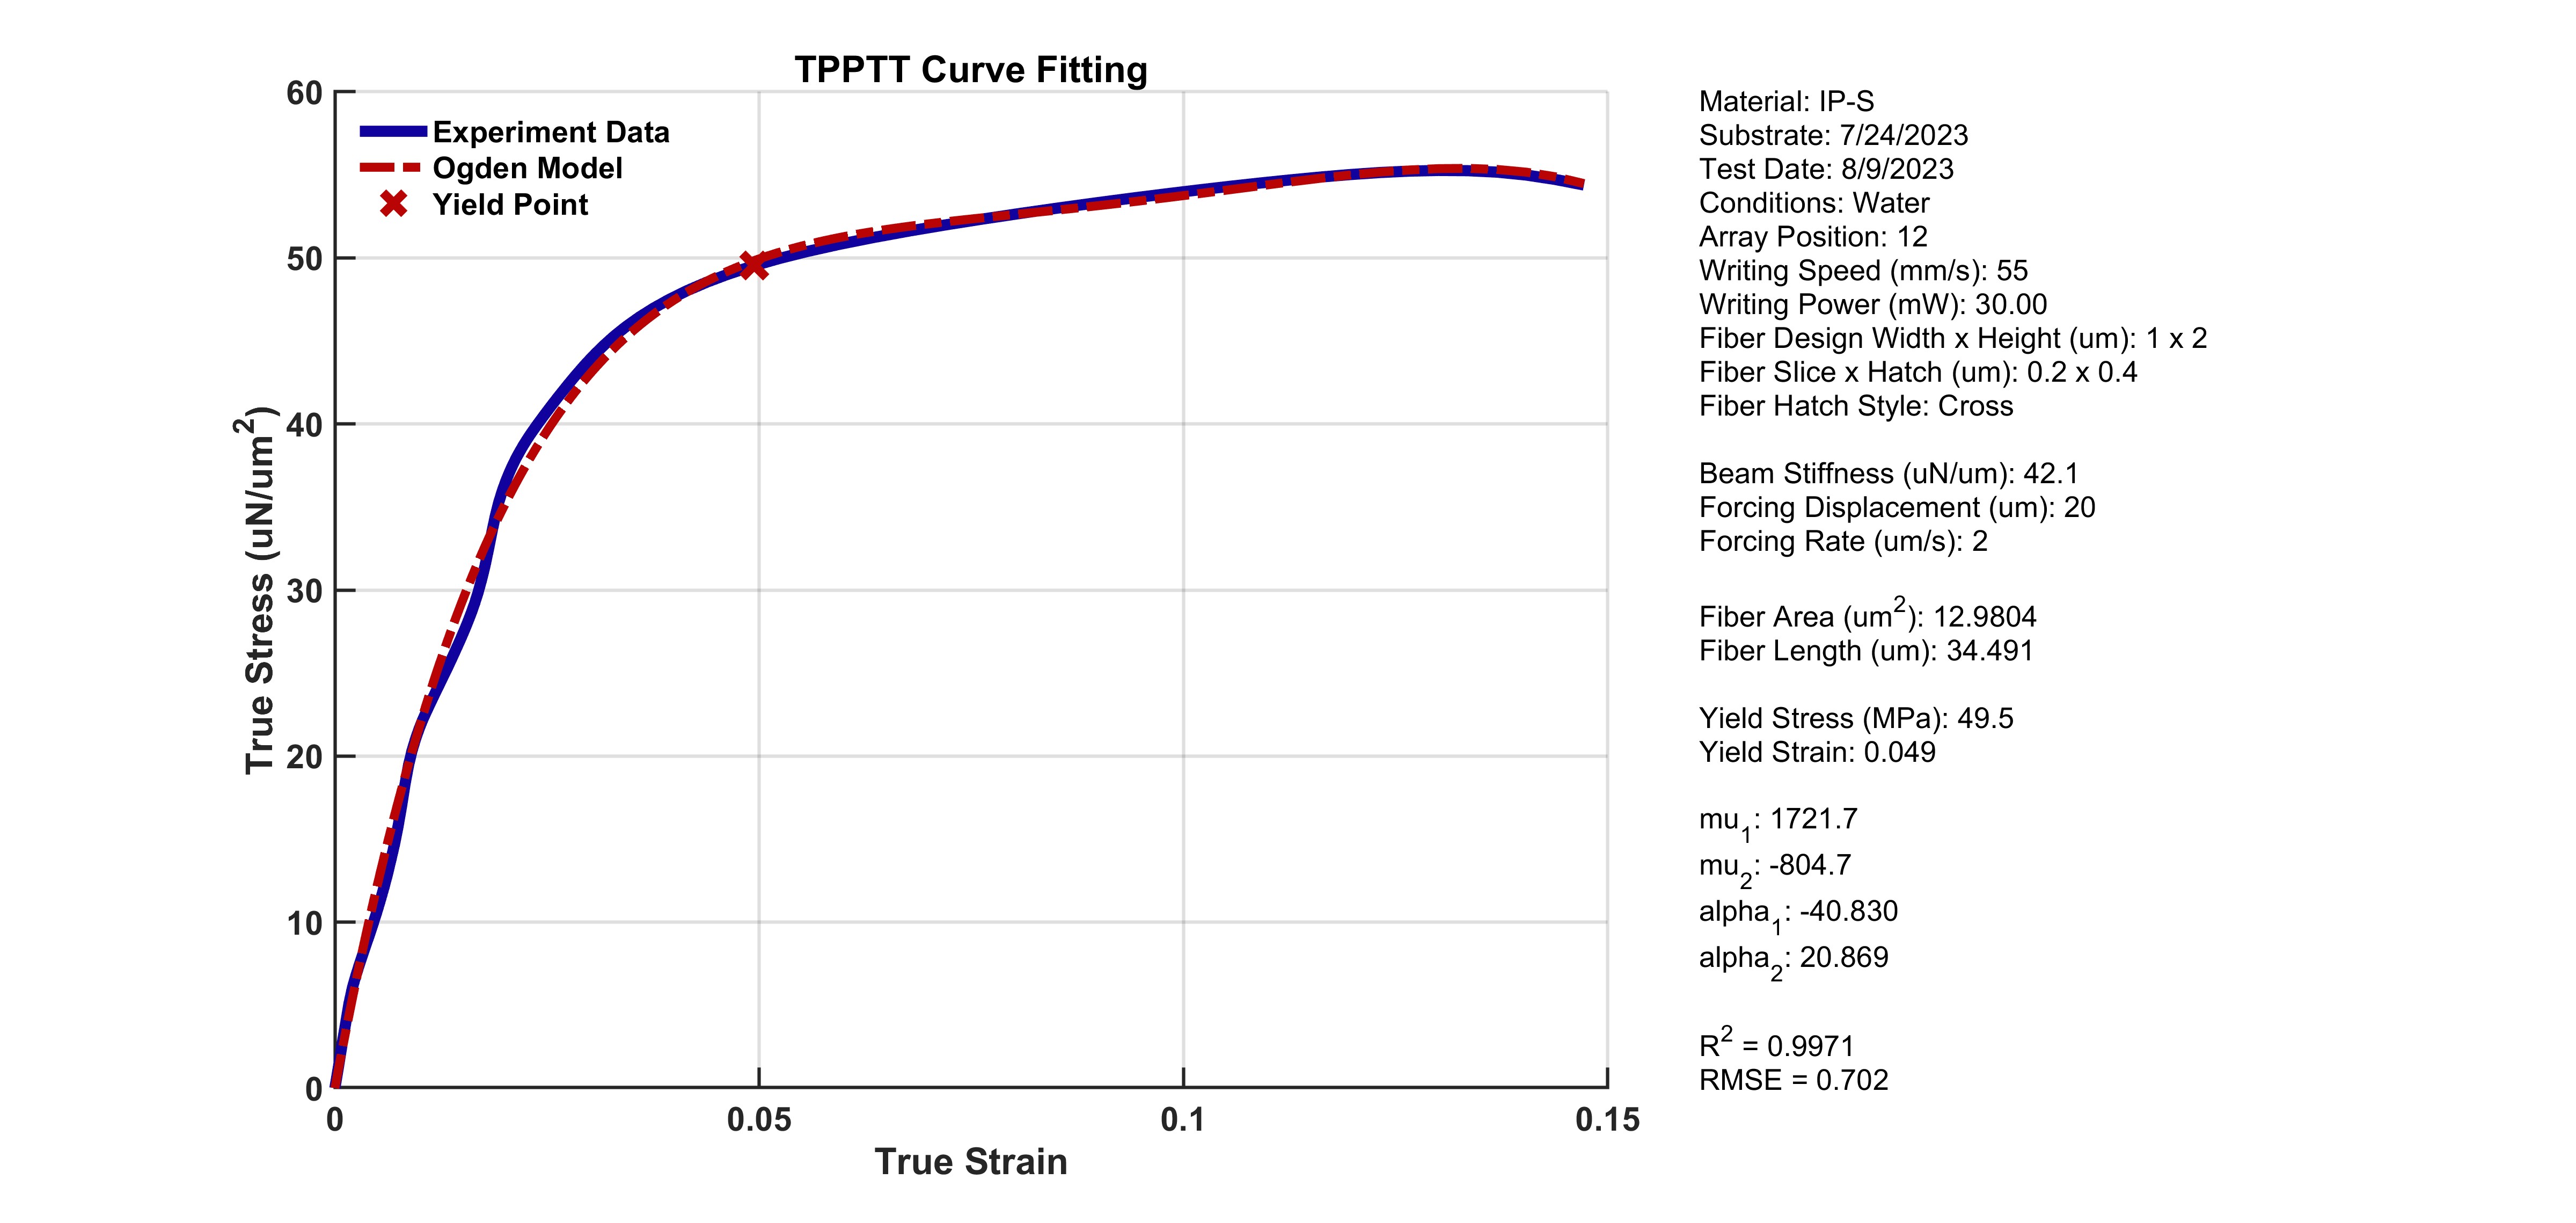 TPPTT Curve Fitting
60
50
40
30
20
10
0
True Stress (uN/um²)
Experiment Data
Ogden Model
Yield Point
0
0.05
0.1
0.15
True Strain
Material: IP-S
Substrate: 7/24/2023
Test Date: 8/9/2023
Conditions: Water
Array Position: 12
Writing Speed (mm/s): 55
Writing Power (mW): 30.00
Fiber Design Width x Height (um): 1 x 2
Fiber Slice x Hatch (um): 0.2 x 0.4
Fiber Hatch Style: Cross
Beam Stiffness (uN/um): 42.1
Forcing Displacement (um): 20
Forcing Rate (um/s): 2
Fiber Area (um²): 12.9804
Fiber Length (um): 34.491
Yield Stress (MPa): 49.5
Yield Strain: 0.049
mu₁: 1721.7
mu₂: -804.7
alpha₁: -40.830
alpha₂: 20.869
R² = 0.9971
RMSE = 0.702